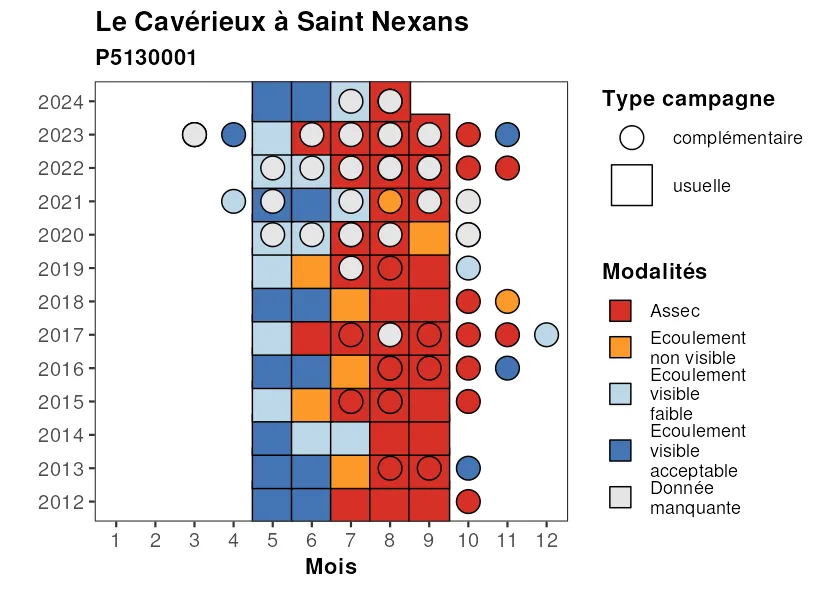 Le Cavérieux à Saint Nexans
P5130001
2024
2023
2022
2021
2020
2019
2018
2017
2016
2015
2014
2013
2012
1 2 3 4 5 6 7 8 9 10 11 12
Mois
Type campagne
complémentaire
usuelle
Modalités
Assec
Ecoulement
non visible
Ecoulement
visible
faible
Ecoulement
visible
acceptable
Donnée
manquante